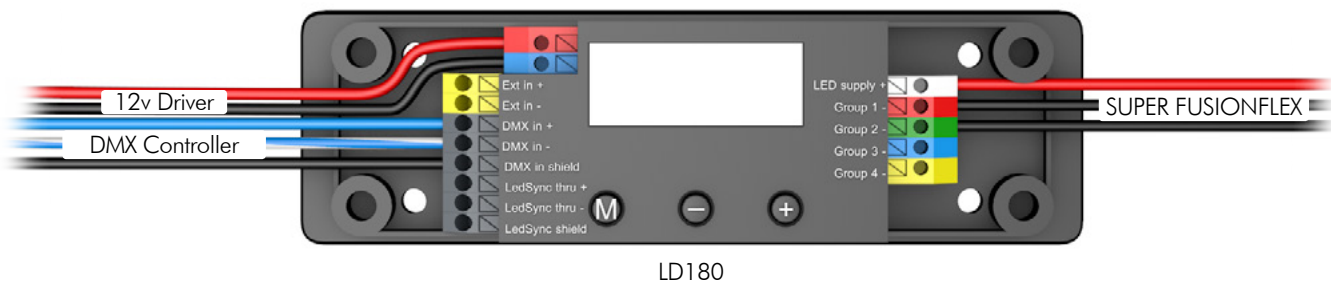 12v Driver
DMX Controller
Ext in +
Ext in -
DMX in +
DMX in -
DMX in shield
LedSync thru +
LedSync thru -
LedSync shield
M
−
+
LED supply +
Group 1 -
Group 2 -
Group 3 -
Group 4 -
SUPER FUSIONFLEX
LD180